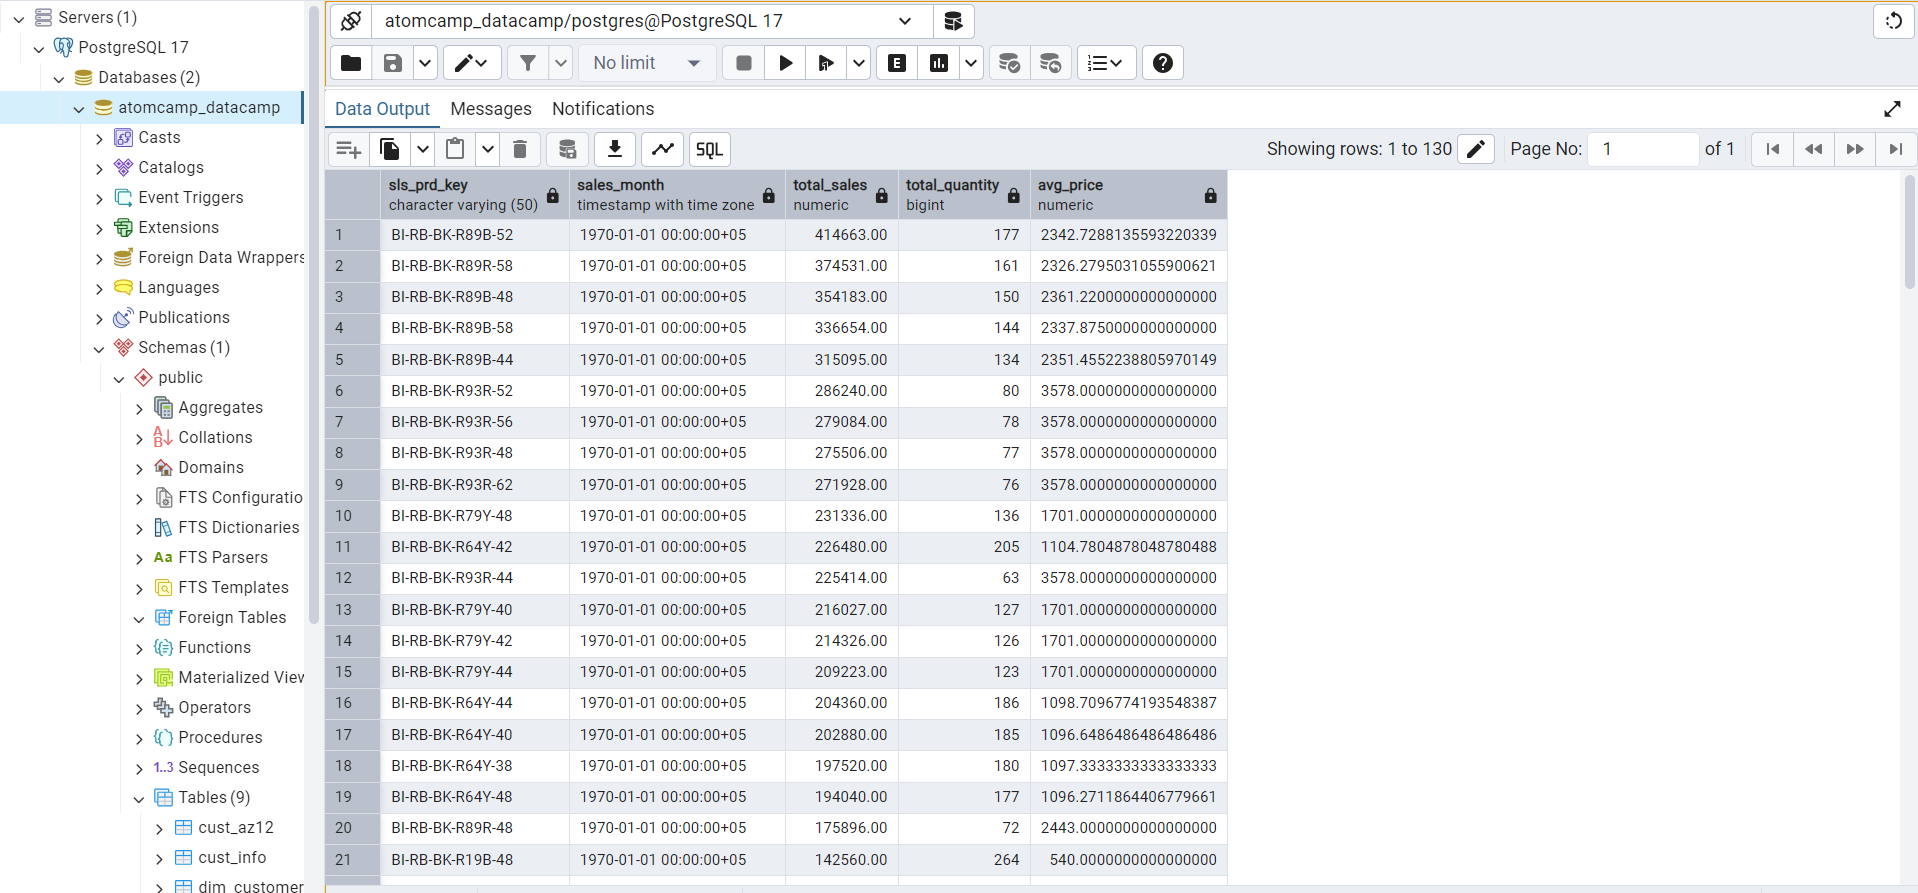 Servers (1)
PostgreSQL 17
Databases (2)
atomcamp_datacamp
Casts
Catalogs
Event Triggers
Extensions
Foreign Data Wrappers
Languages
Publications
Schemas (1)
public
Aggregates
Collations
Domains
FTS Configuratio
FTS Dictionaries
Aa FTS Parsers
FTS Templates
Foreign Tables
Functions
Materialized View
Operators
Procedures
1..3 Sequences
Tables (9)
cust_az12
cust_info
dim_customer
atomcamp_datacamp/postgres@PostgreSQL 17
No limit
E
Data Output Messages Notifications
SQL Showing rows: 1 to 130 Page No: 1 of 1
sls_prd_key sales_month total_sales total_quantity avg_price
character varying (50) timestamp with time zone numeric bigint numeric
1 BI-RB-BK-R89B-52 1970-01-01 00:00:00+05 414663.00 177 2342.7288135593220339
2 BI-RB-BK-R89R-58 1970-01-01 00:00:00+05 374531.00 161 2326.2795031055900621
3 BI-RB-BK-R89B-48 1970-01-01 00:00:00+05 354183.00 150 2361.2200000000000000
4 BI-RB-BK-R89B-58 1970-01-01 00:00:00+05 336654.00 144 2337.8750000000000000
5 BI-RB-BK-R89B-44 1970-01-01 00:00:00+05 315095.00 134 2351.4552238805970149
6 BI-RB-BK-R93R-52 1970-01-01 00:00:00+05 286240.00 80 3578.0000000000000000
7 BI-RB-BK-R93R-56 1970-01-01 00:00:00+05 279084.00 78 3578.0000000000000000
8 BI-RB-BK-R93R-48 1970-01-01 00:00:00+05 275506.00 77 3578.0000000000000000
9 BI-RB-BK-R93R-62 1970-01-01 00:00:00+05 271928.00 76 3578.0000000000000000
10 BI-RB-BK-R79Y-48 1970-01-01 00:00:00+05 231336.00 136 1701.0000000000000000
11 BI-RB-BK-R64Y-42 1970-01-01 00:00:00+05 226480.00 205 1104.7804878048780488
12 BI-RB-BK-R93R-44 1970-01-01 00:00:00+05 225414.00 63 3578.0000000000000000
13 BI-RB-BK-R79Y-40 1970-01-01 00:00:00+05 216027.00 127 1701.0000000000000000
14 BI-RB-BK-R79Y-42 1970-01-01 00:00:00+05 214326.00 126 1701.0000000000000000
15 BI-RB-BK-R79Y-44 1970-01-01 00:00:00+05 209223.00 123 1701.0000000000000000
16 BI-RB-BK-R64Y-44 1970-01-01 00:00:00+05 204360.00 186 1098.7096774193548387
17 BI-RB-BK-R64Y-40 1970-01-01 00:00:00+05 202880.00 185 1096.6486486486486486
18 BI-RB-BK-R64Y-38 1970-01-01 00:00:00+05 197520.00 180 1097.3333333333333333
19 BI-RB-BK-R64Y-48 1970-01-01 00:00:00+05 194040.00 177 1096.2711864406779661
20 BI-RB-BK-R89R-48 1970-01-01 00:00:00+05 175896.00 72 2443.0000000000000000
21 BI-RB-BK-R19B-48 1970-01-01 00:00:00+05 142560.00 264 540.0000000000000000